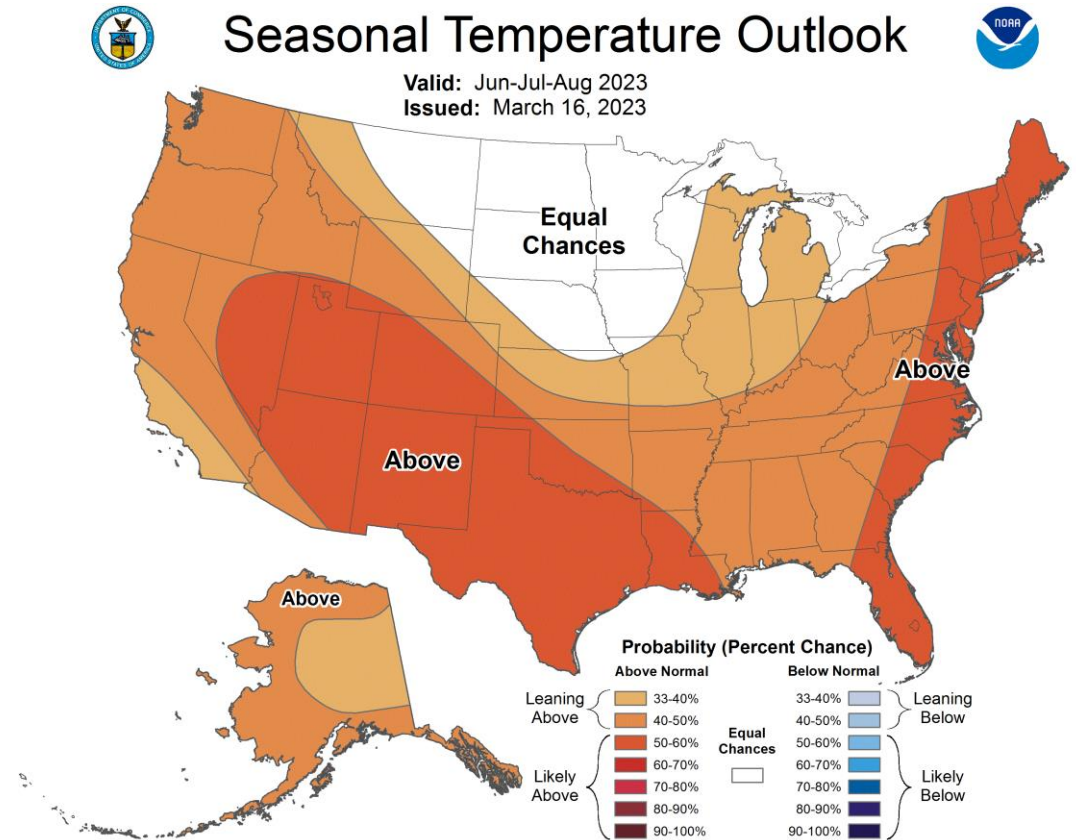 Seasonal Temperature Outlook
NOAA
Valid: Jun-Jul-Aug 2023
Issued: March 16, 2023
Equal
Chances
Above
Above
Above
Probability (Percent Chance)
Above Normal
Below Normal
Leaning
Above
33-40%
40-50%
Likely
Above
50-60%
60-70%
70-80%
80-90%
90-100%
Equal
Chances
33-40%
40-50%
Leaning
Below
50-60%
60-70%
70-80%
80-90%
90-100%
Likely
Below